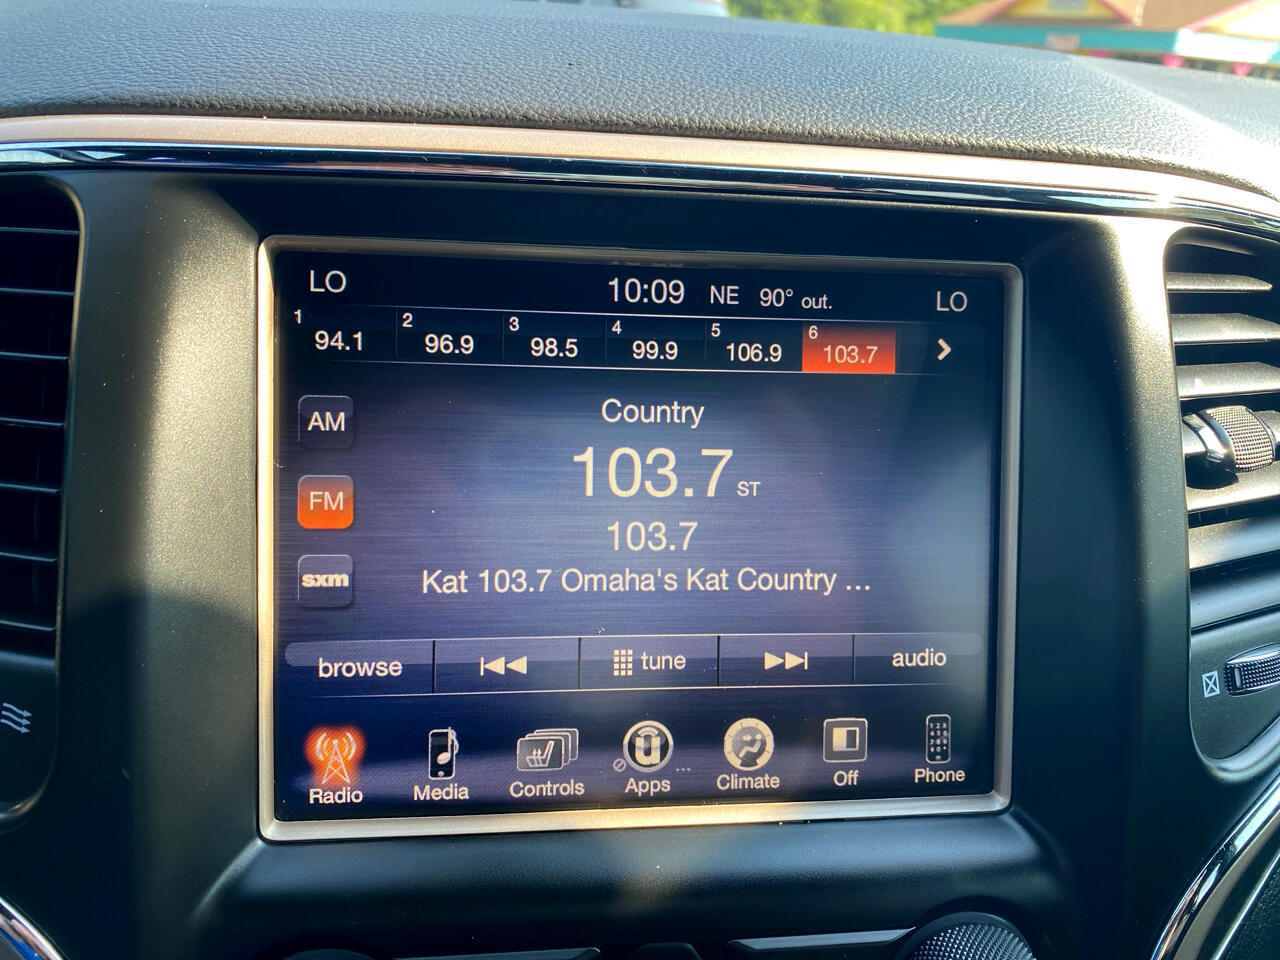 LO 10:09 NE 90° out. LO
1 94.1 2 96.9 3 98.5 4 99.9 5 106.9 6 103.7
AM
Country
FM
103.7 ST
103.7
sxm
Kat 103.7 Omaha's Kat Country ...
browse tune audio
Radio Media Controls Apps Climate Off Phone